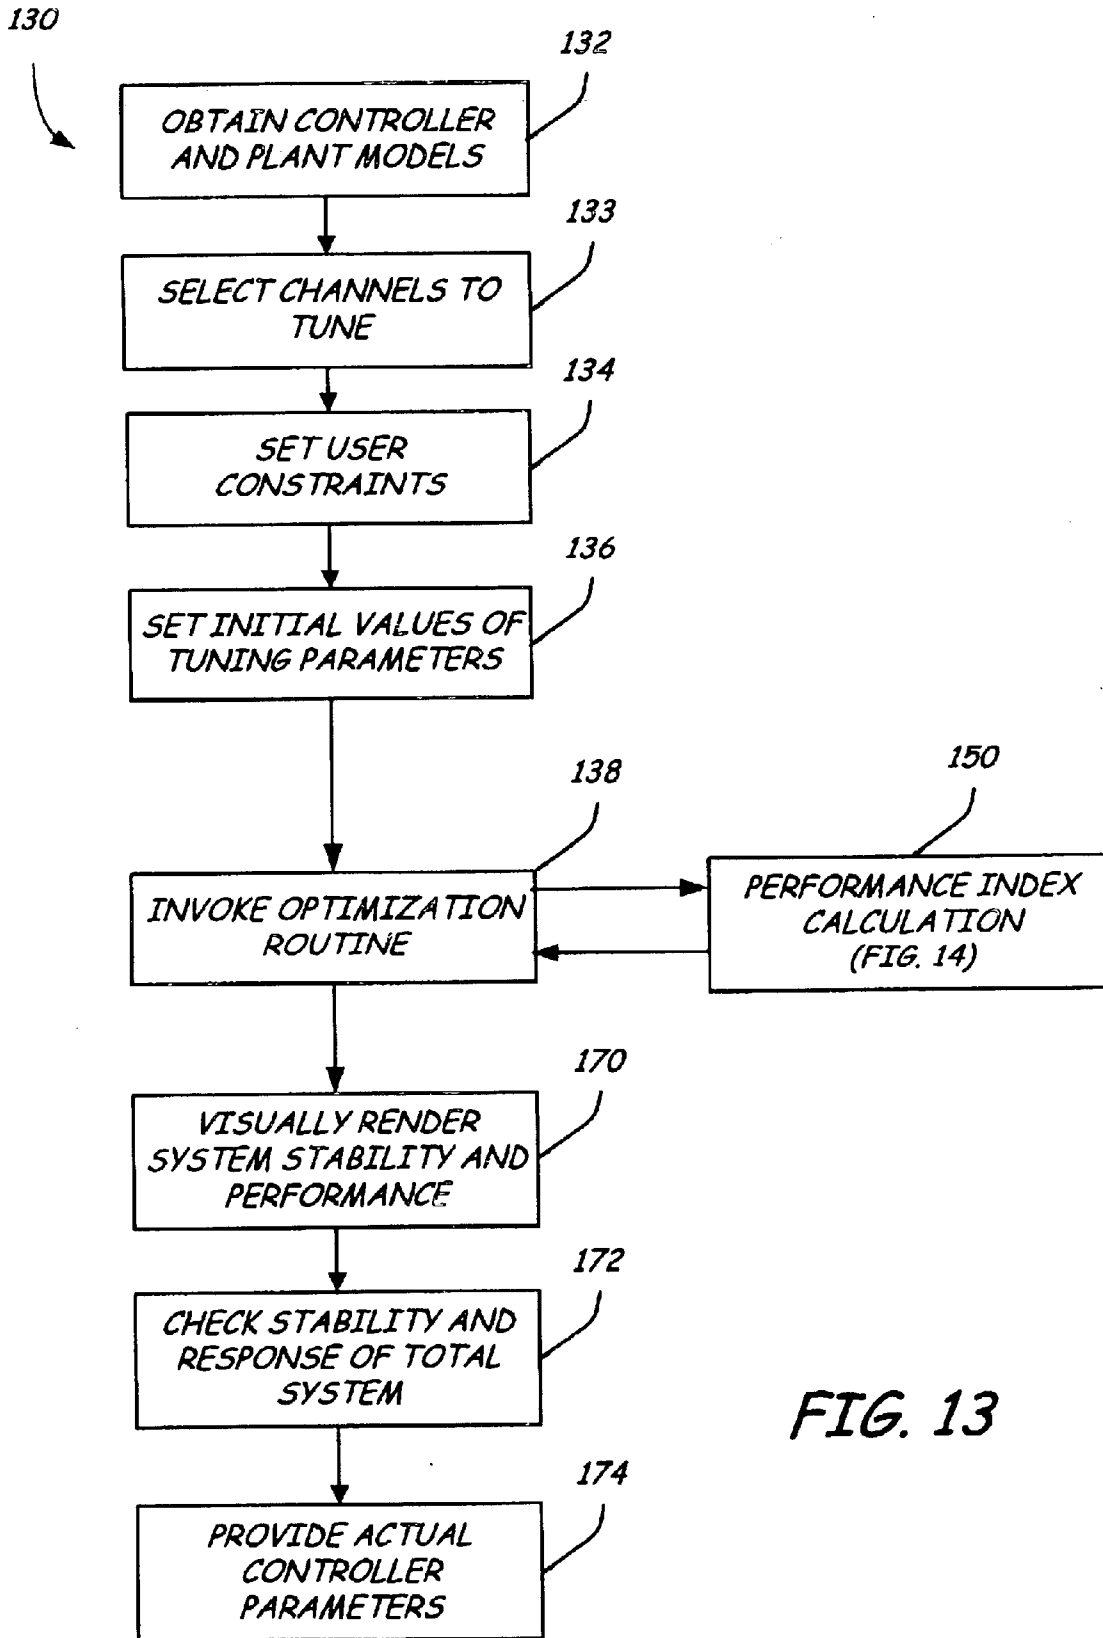 130
132
OBTAIN CONTROLLER
AND PLANT MODELS
133
SELECT CHANNELS TO
TUNE
134
SET USER
CONSTRAINTS
136
SET INITIAL VALUES OF
TUNING PARAMETERS
138
INVOKE OPTIMIZATION
ROUTINE
150
PERFORMANCE INDEX
CALCULATION
(FIG. 14)
170
VISUALLY RENDER
SYSTEM STABILITY AND
PERFORMANCE
172
CHECK STABILITY AND
RESPONSE OF TOTAL
SYSTEM
174
PROVIDE ACTUAL
CONTROLLER
PARAMETERS
FIG. 13